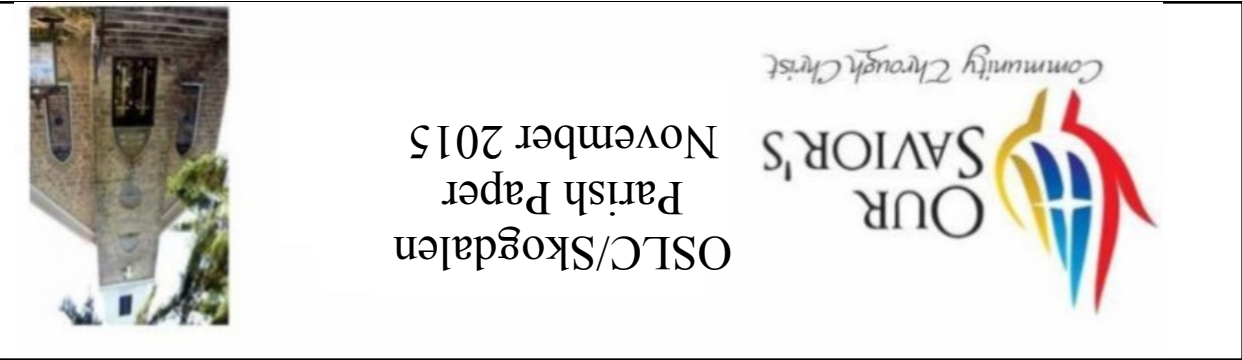 OUR
SAVIOR'S
Community Through Christ
OSLC/Skogdalen
Parish Paper
November 2015